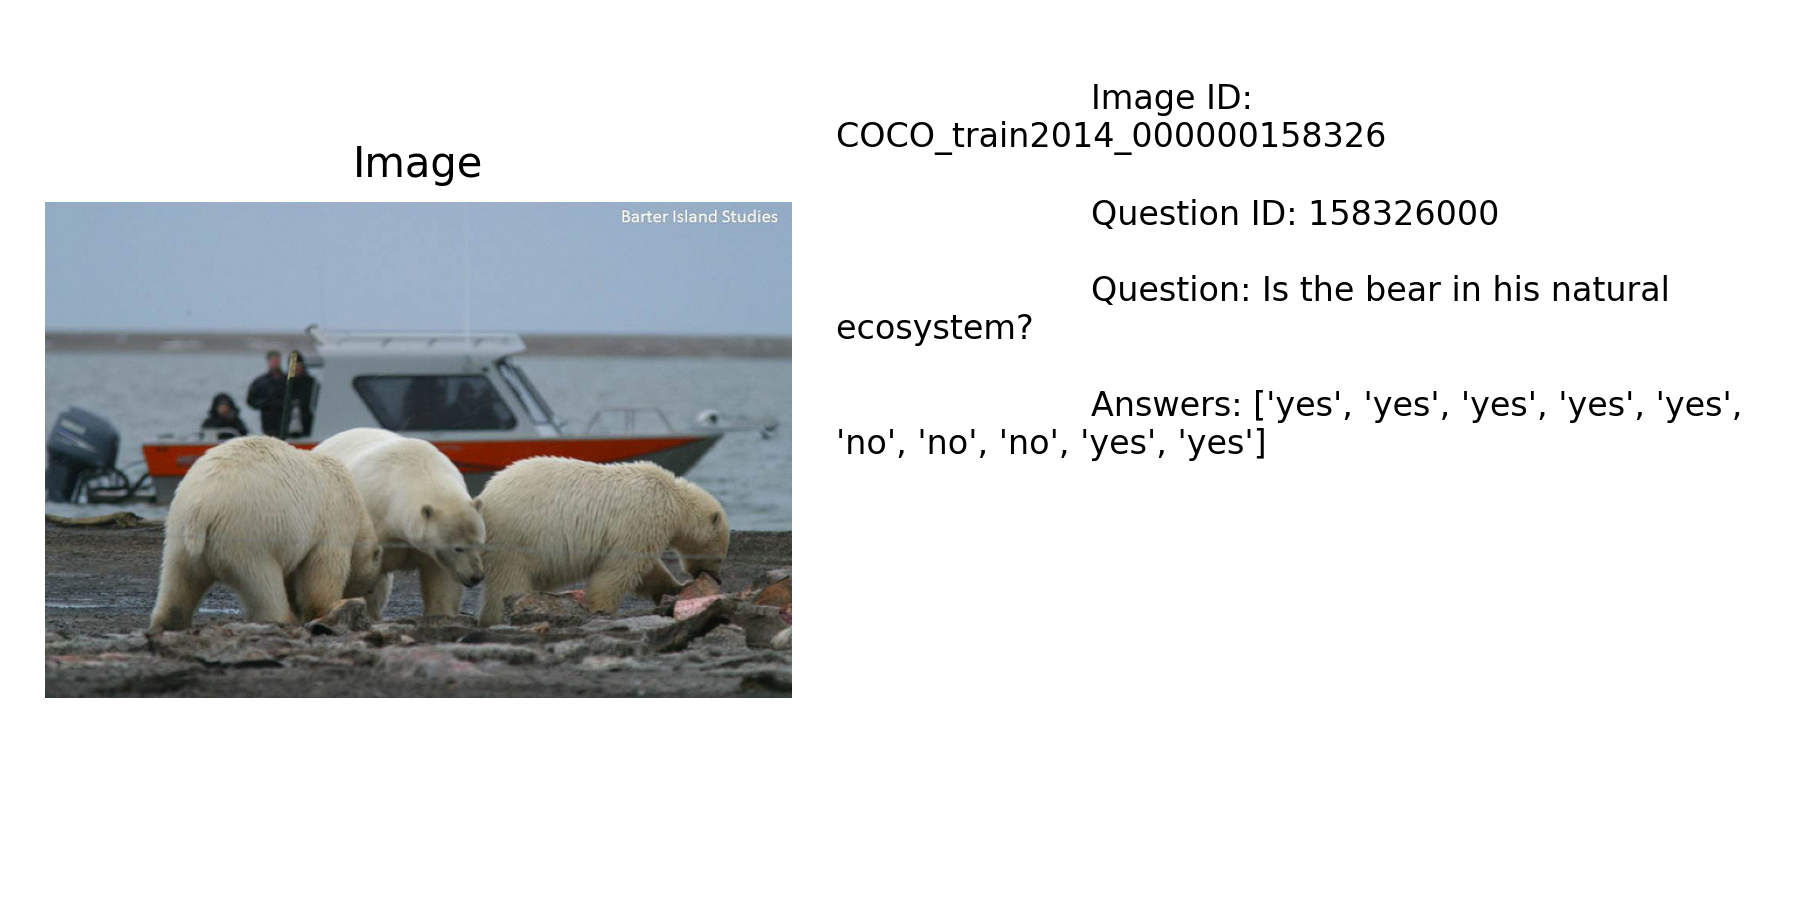 Image
Barter Island Studies
Image ID:
COCO_train2014_000000158326
Question ID: 158326000
Question: Is the bear in his natural
ecosystem?
Answers: ['yes', 'yes', 'yes', 'yes', 'yes',
'no', 'no', 'no', 'yes', 'yes']